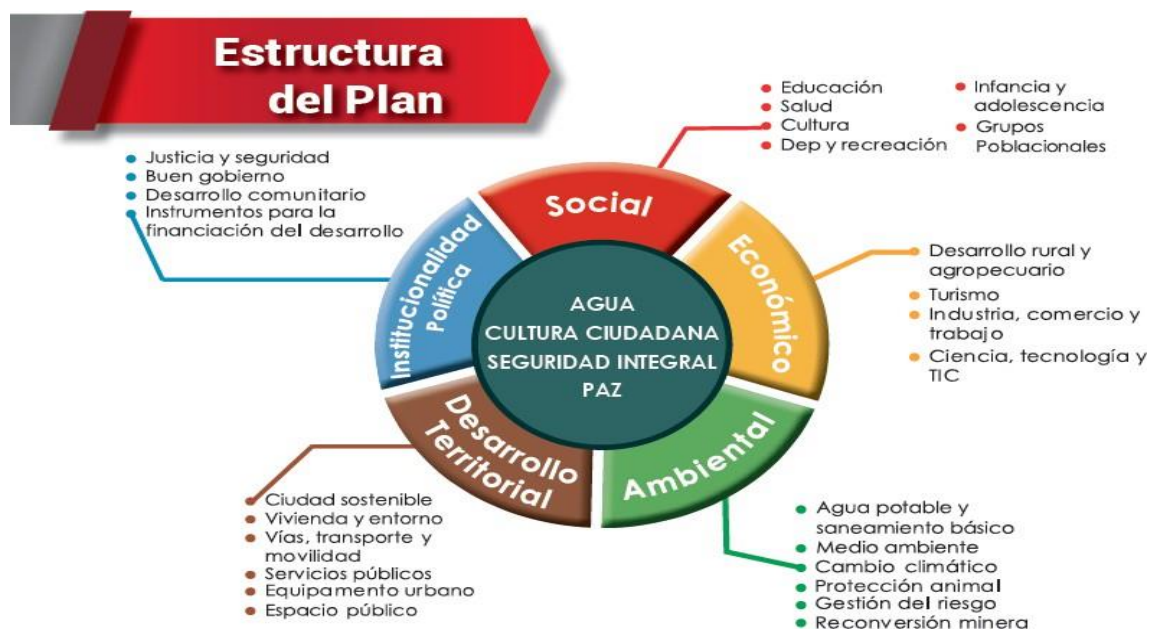 Estructura
del Plan
Educación
Salud
Cultura
Dep y recreación
Infancia y
adolescencia
Grupos
Poblacionales
Justicia y seguridad
Buen gobierno
Desarrollo comunitario
Instrumentos para la
financiación del desarrollo
Social
Económico
Desarrollo rural y
agropecuario
Turismo
Industria, comercio y
trabajo
Ciencia, tecnología y
TIC
Institucionalidad
Política
AGUA
CULTURA CIUDADANA
SEGURIDAD INTEGRAL
PAZ
Desarrollo
Territorial
Ambiental
Ciudad sostenible
Vivienda y entorno
Vías, transporte y
movilidad
Servicios públicos
Equipamento urbano
Espacio público
Agua potable y
saneamiento básico
Medio ambiente
Cambio climático
Protección animal
Gestión del riesgo
Reconversión minera